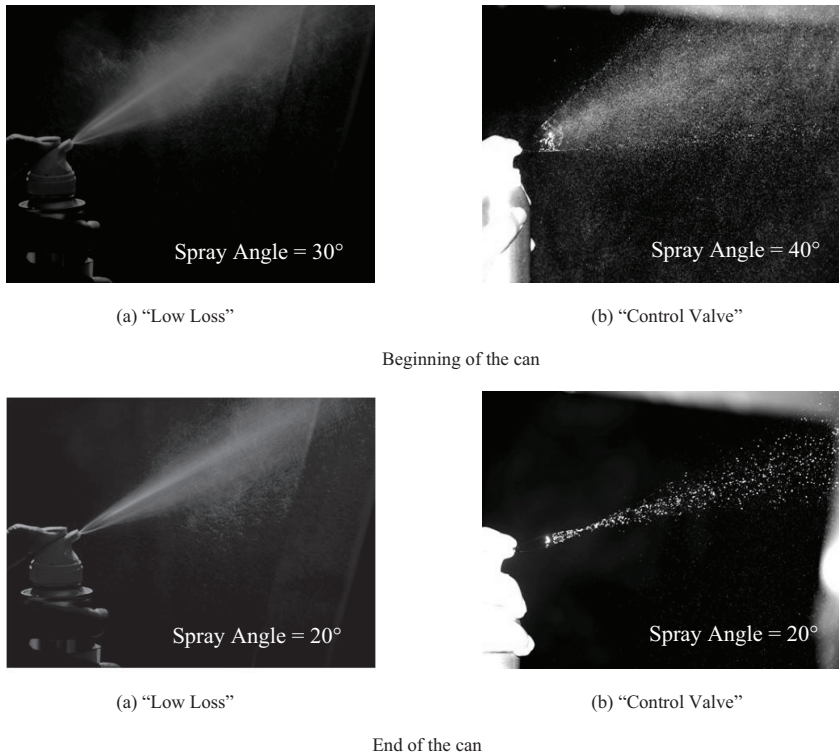 Spray Angle = 30°
Spray Angle = 40°
(a) “Low Loss”
(b) “Control Valve”
Beginning of the can
Spray Angle = 20°
Spray Angle = 20°
(a) “Low Loss”
(b) “Control Valve”
End of the can